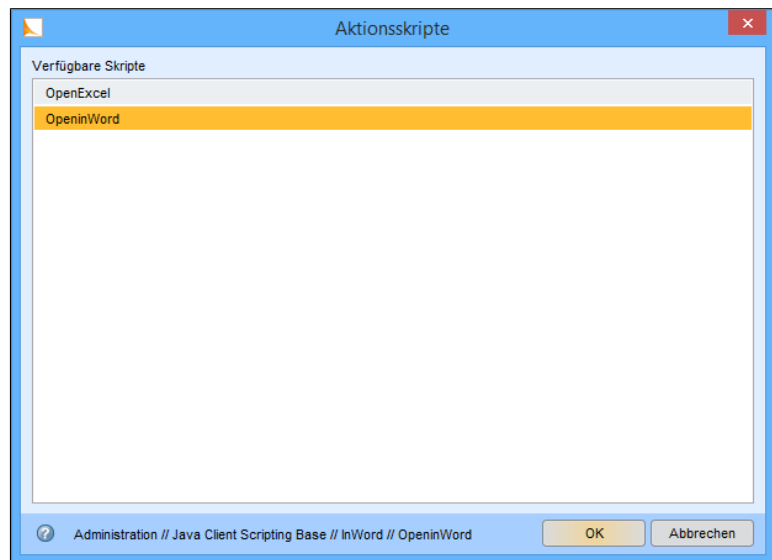 Aktionsskripte
Verfügbare Skripte
OpenExcel
OpeninWord
Administration // Java Client Scripting Base // InWord // OpeninWord
OK
Abbrechen